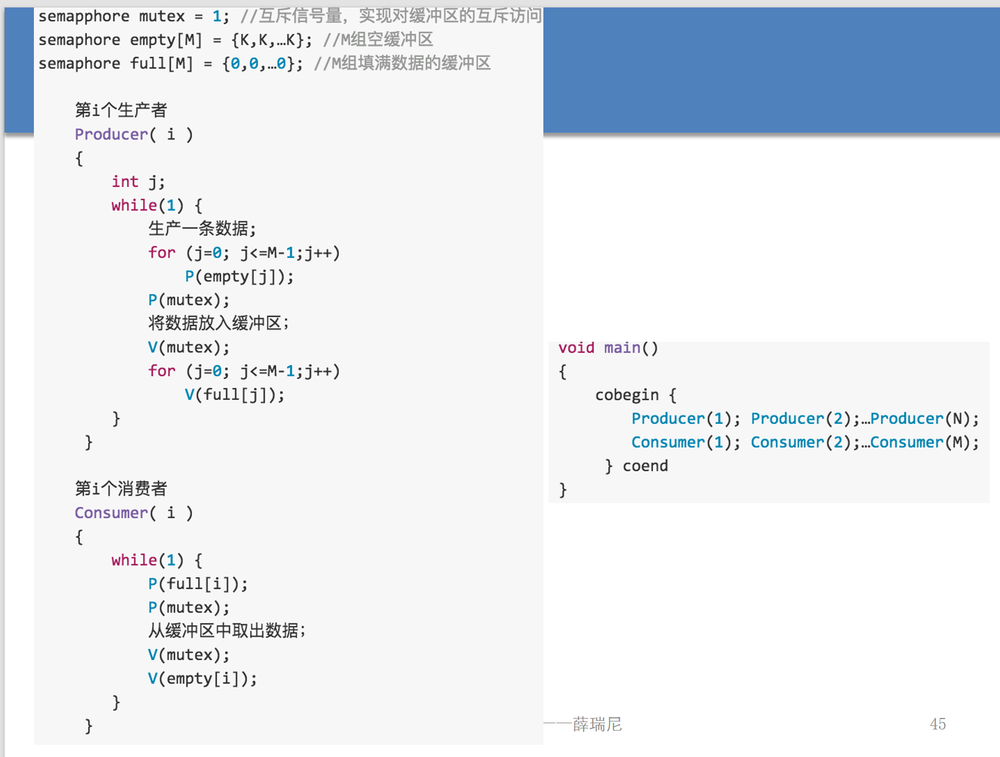 semapphore mutex = 1; //互斥信号量，实现对缓冲区的互斥访问
semaphore empty[M] = {K,K,…K}; //M组空缓冲区
semaphore full[M] = {0,0,…0}; //M组填满数据的缓冲区
第i个生产者
Producer( i )
{
int j;
while(1) {
生产一条数据;
for (j=0; j<=M-1;j++)
P(empty[j]);
P(mutex);
将数据放入缓冲区；
V(mutex);
for (j=0; j<=M-1;j++)
V(full[j]);
}
}
第i个消费者
Consumer( i )
{
while(1) {
P(full[i]);
P(mutex);
从缓冲区中取出数据；
V(mutex);
V(empty[i]);
}
}
void main()
{
cobegin {
Producer(1); Producer(2);…Producer(N);
Consumer(1); Consumer(2);…Consumer(M);
} coend
}
——薛瑞尼
45